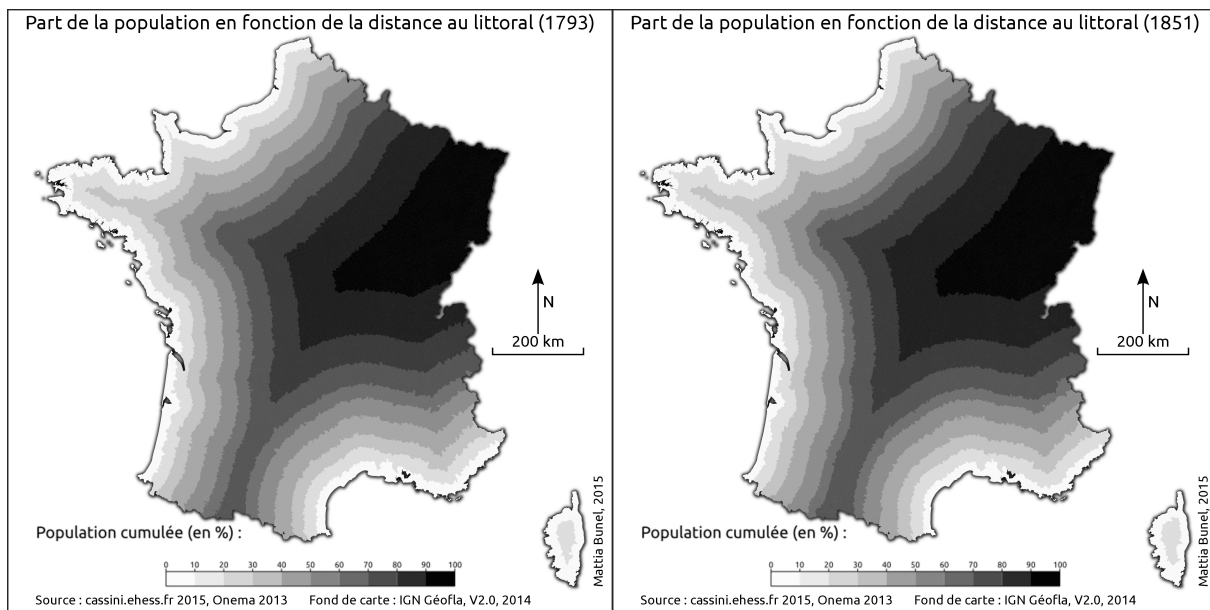 Part de la population en fonction de la distance au littoral (1793)
N
200 km
Mattia Bunel, 2015
Population cumulée (en %) :
0 10 20 30 40 50 60 70 80 90 100
Source : cassini.ehess.fr 2015, Onema 2013 Fond de carte : IGN Géofla, V2.0, 2014
Part de la population en fonction de la distance au littoral (1851)
N
200 km
Mattia Bunel, 2015
Population cumulée (en %) :
0 10 20 30 40 50 60 70 80 90 100
Source : cassini.ehess.fr 2015, Onema 2013 Fond de carte : IGN Géofla, V2.0, 2014